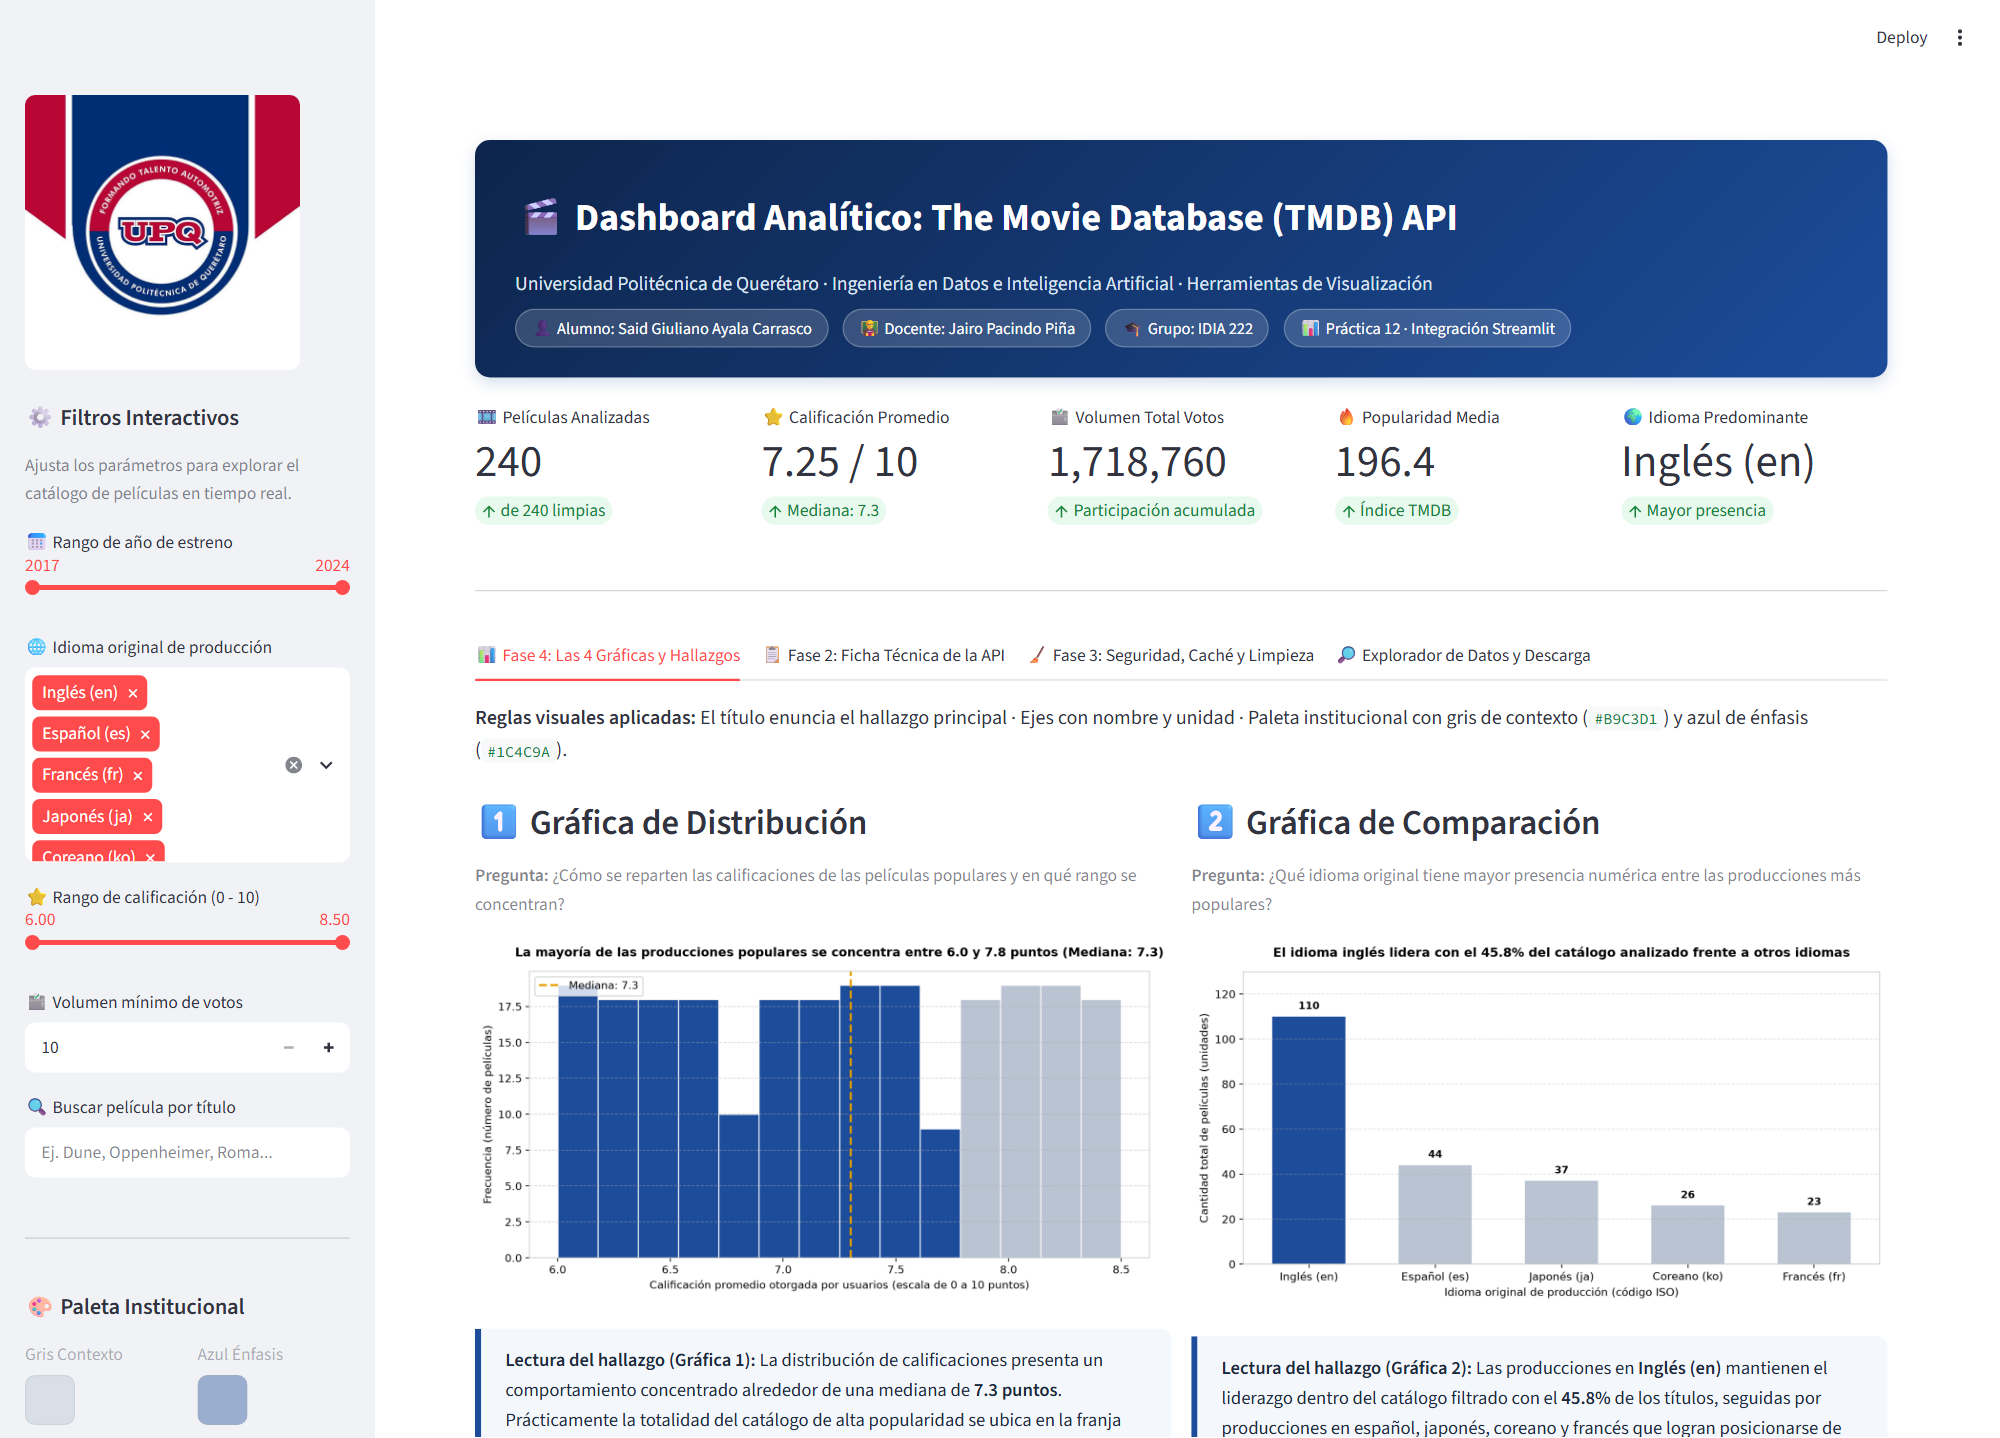 Deploy
FORMANDO TALENTO AUTOMOTRIZ
UPQ
UNIVERSIDAD POLITÉCNICA DE QUERÉTARO
Filtros Interactivos
Ajusta los parámetros para explorar el
catálogo de películas en tiempo real.
Rango de año de estreno
2017 2024
Idioma original de producción
Inglés (en) ×
Español (es) ×
Francés (fr) ×
Japonés (ja) ×
Coreano (ko) ×
Rango de calificación (0 - 10)
6.00 8.50
Volumen mínimo de votos
10 − +
Buscar película por título
Ej. Dune, Oppenheimer, Roma...
Paleta Institucional
Gris Contexto Azul Énfasis
Dashboard Analítico: The Movie Database (TMDB) API
Universidad Politécnica de Querétaro · Ingeniería en Datos e Inteligencia Artificial · Herramientas de Visualización
Alumno: Said Giuliano Ayala Carrasco Docente: Jairo Pacindo Piña Grupo: IDIA 222 Práctica 12 · Integración Streamlit
Películas Analizadas
240
↑ de 240 limpias
Calificación Promedio
7.25 / 10
↑ Mediana: 7.3
Volumen Total Votos
1,718,760
↑ Participación acumulada
Popularidad Media
196.4
↑ Índice TMDB
Idioma Predominante
Inglés (en)
↑ Mayor presencia
Fase 4: Las 4 Gráficas y Hallazgos Fase 2: Ficha Técnica de la API Fase 3: Seguridad, Caché y Limpieza Explorador de Datos y Descarga
Reglas visuales aplicadas: El título enuncia el hallazgo principal · Ejes con nombre y unidad · Paleta institucional con gris de contexto ( #B9C3D1 ) y azul de énfasis
( #1C4C9A ).
1 Gráfica de Distribución
Pregunta: ¿Cómo se reparten las calificaciones de las películas populares y en qué rango se
concentran?
La mayoría de las producciones populares se concentra entre 6.0 y 7.8 puntos (Mediana: 7.3)
Mediana: 7.3
Frecuencia (número de películas)
17.5
15.0
12.5
10.0
7.5
5.0
2.5
0.0
6.0 6.5 7.0 7.5 8.0 8.5
Calificación promedio otorgada por usuarios (escala de 0 a 10 puntos)
Lectura del hallazgo (Gráfica 1): La distribución de calificaciones presenta un
comportamiento concentrado alrededor de una mediana de 7.3 puntos.
Prácticamente la totalidad del catálogo de alta popularidad se ubica en la franja
2 Gráfica de Comparación
Pregunta: ¿Qué idioma original tiene mayor presencia numérica entre las producciones más
populares?
El idioma inglés lidera con el 45.8% del catálogo analizado frente a otros idiomas
Cantidad total de películas (unidades)
120
100
80
60
40
20
0
110 44 37 26 23
Inglés (en) Español (es) Japonés (ja) Coreano (ko) Francés (fr)
Idioma original de producción (código ISO)
Lectura del hallazgo (Gráfica 2): Las producciones en Inglés (en) mantienen el
liderazgo dentro del catálogo filtrado con el 45.8% de los títulos, seguidas por
producciones en español, japonés, coreano y francés que logran posicionarse de